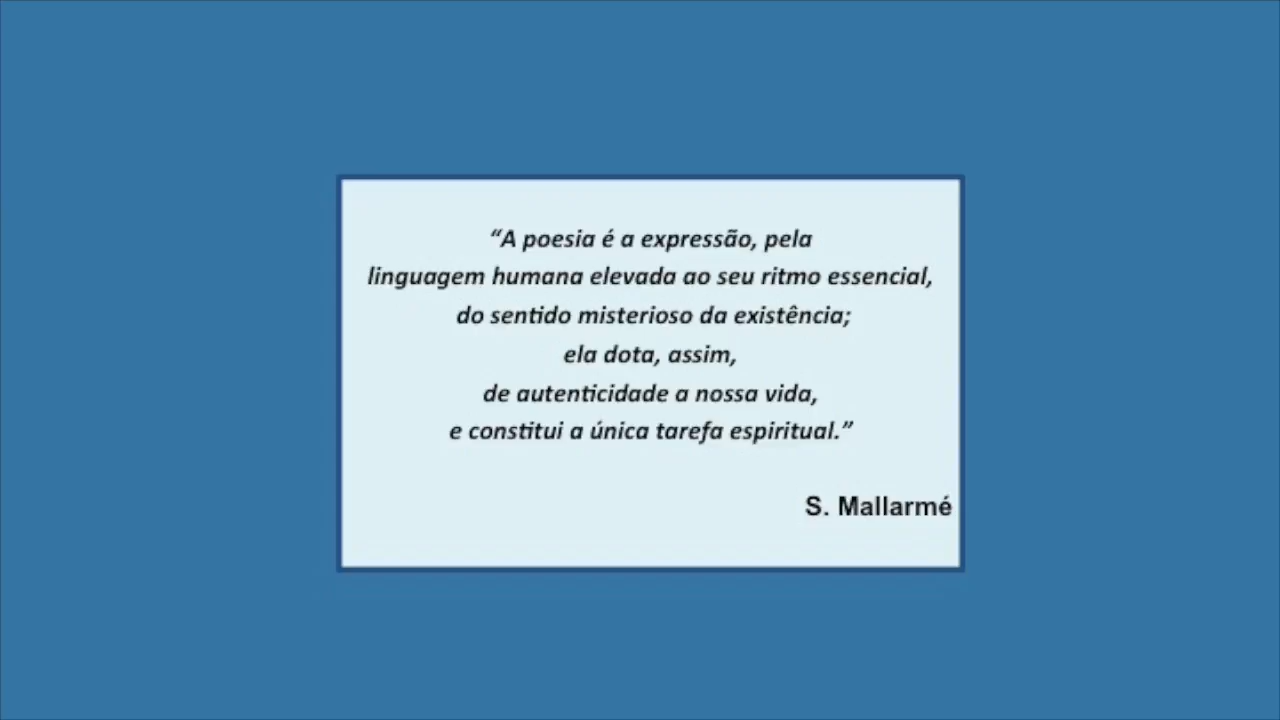 “A poesia é a expressão, pela
linguagem humana elevada ao seu ritmo essencial,
do sentido misterioso da existência;
ela dota, assim,
de autenticidade a nossa vida,
e constitui a única tarefa espiritual.”
S. Mallarmé